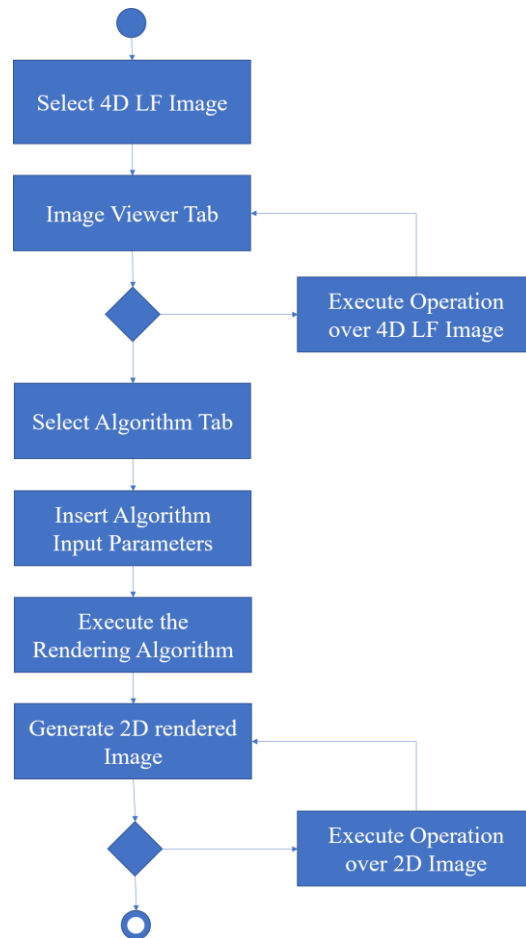 Select 4D LF Image
Image Viewer Tab
Execute Operation
over 4D LF Image
Select Algorithm Tab
Insert Algorithm
Input Parameters
Execute the
Rendering Algorithm
Generate 2D rendered
Image
Execute Operation
over 2D Image